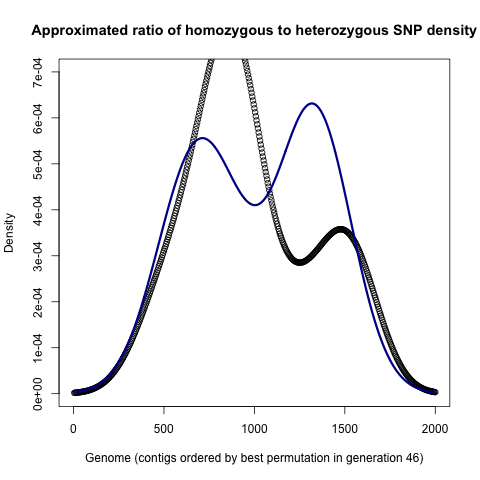 Approximated ratio of homozygous to heterozygous SNP density
7e-04
6e-04
5e-04
4e-04
3e-04
2e-04
1e-04
0e+00
Density
0 500 1000 1500 2000
Genome (contigs ordered by best permutation in generation 46)